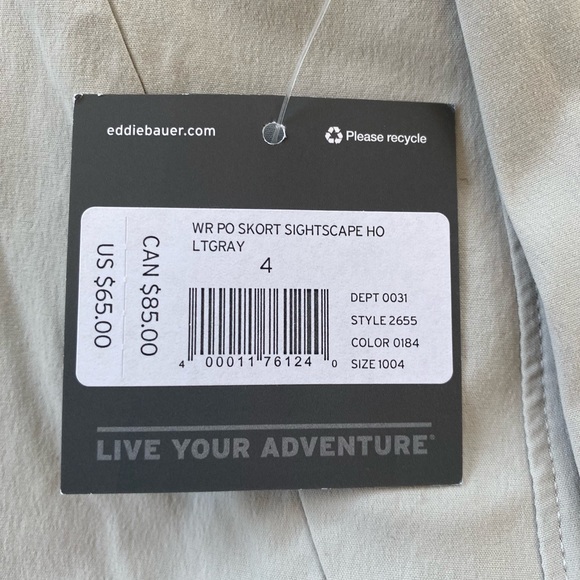 eddiebauer.com
Please recycle
WR PO SKORT SIGHTSCAPE HO
LTGRAY
4
CAN $85.00
US $65.00
DEPT 0031
STYLE 2655
COLOR 0184
SIZE 1004
4 00011 76124 0
LIVE YOUR ADVENTURE®